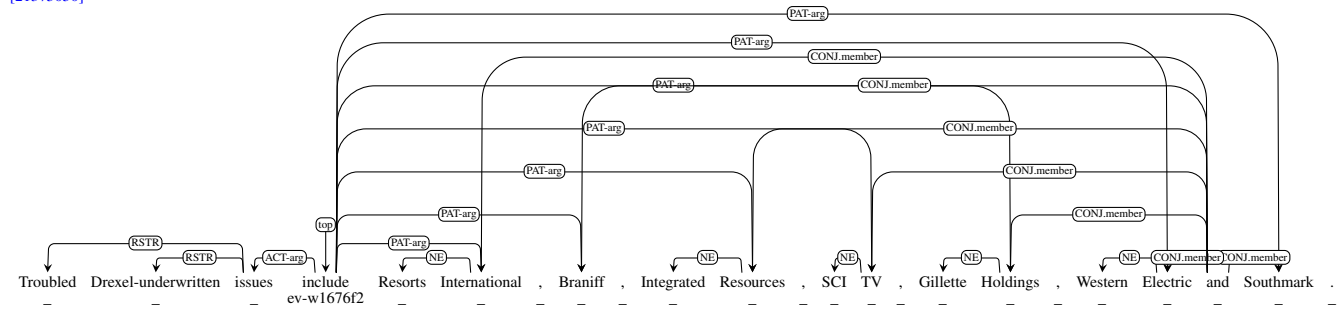 PAT-arg
PAT-arg
CONJ.member
PAT-arg CONJ.member
PAT-arg CONJ.member
PAT-arg CONJ.member
PAT-arg CONJ.member
top
RSTR PAT-arg
RSTR ACT-arg NE NE NE NE NE CONJ.member CONJ.member
Troubled Drexel-underwritten issues include Resorts International , Braniff , Integrated Resources , SCI TV , Gillette Holdings , Western Electric and Southmark .
_ _ _ ev-w1676f2 _ _ _ _ _ _ _ _ _ _ _ _ _ _ _ _ _ _ _